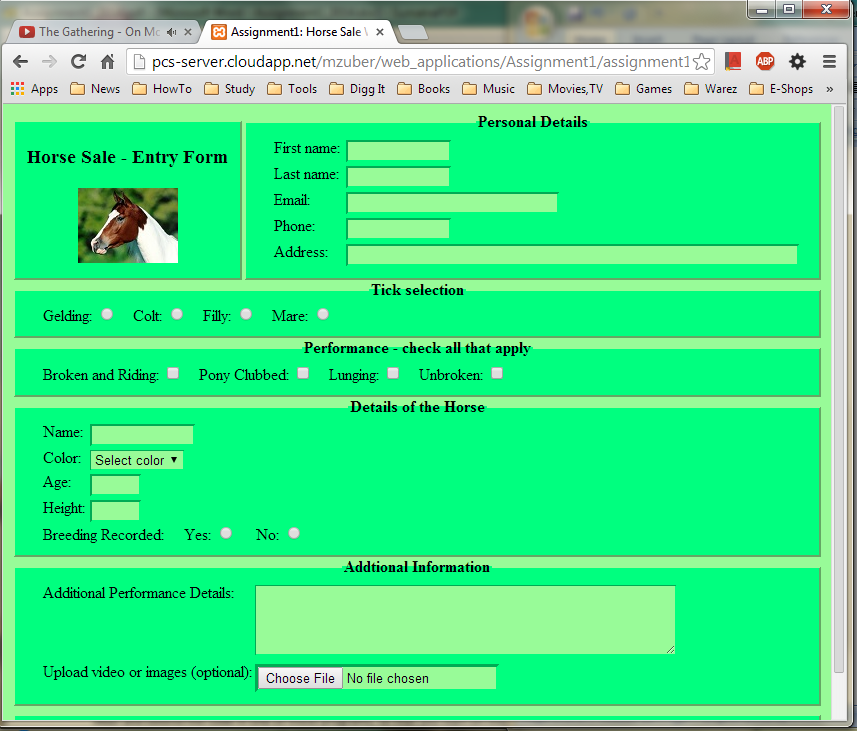 The Gathering - On Mo
Assignment1: Horse Sale \
pcs-server.cloudapp.net/mzuber/web_applications/Assignment1/assignment1
ABP
Apps News HowTo Study Tools Digg It Books Music Movies,TV Games Warez E-Shops »
Horse Sale - Entry Form
Personal Details
First name:
Last name:
Email:
Phone:
Address:
Tick selection
Gelding: Colt: Filly: Mare:
Performance - check all that apply
Broken and Riding: Pony Clubbed: Lunging: Unbroken:
Details of the Horse
Name:
Color: Select color
Age:
Height:
Breeding Recorded: Yes: No:
Addtional Information
Additional Performance Details:
Upload video or images (optional): Choose File No file chosen